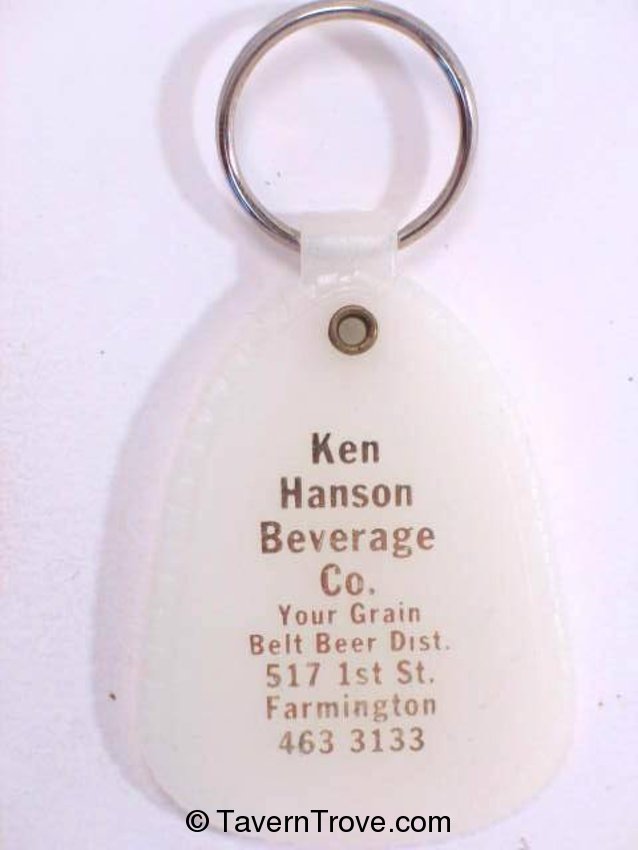 Ken
Hanson
Beverage
Co.
Your Grain
Belt Beer Dist.
517 1st St.
Farmington
463 3133
© TavernTrove.com